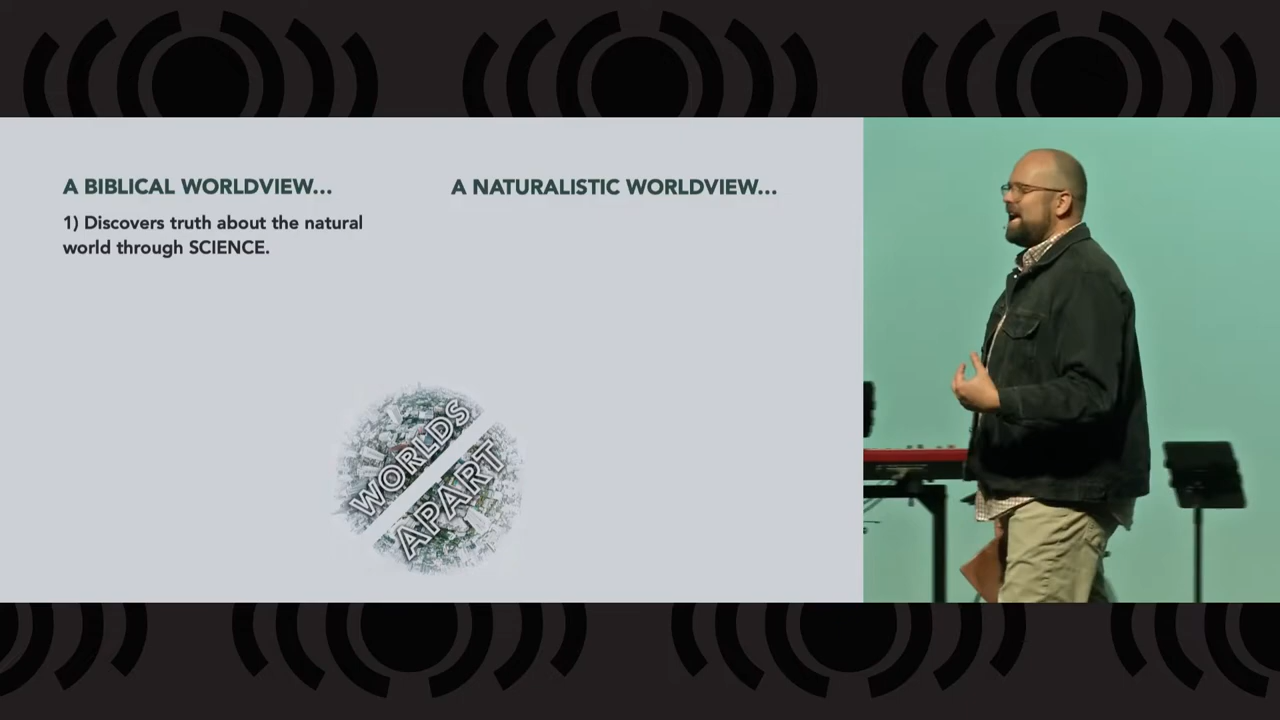 A BIBLICAL WORLDVIEW...
1) Discovers truth about the natural
world through SCIENCE.
A NATURALISTIC WORLDVIEW...
WORLDS
APART